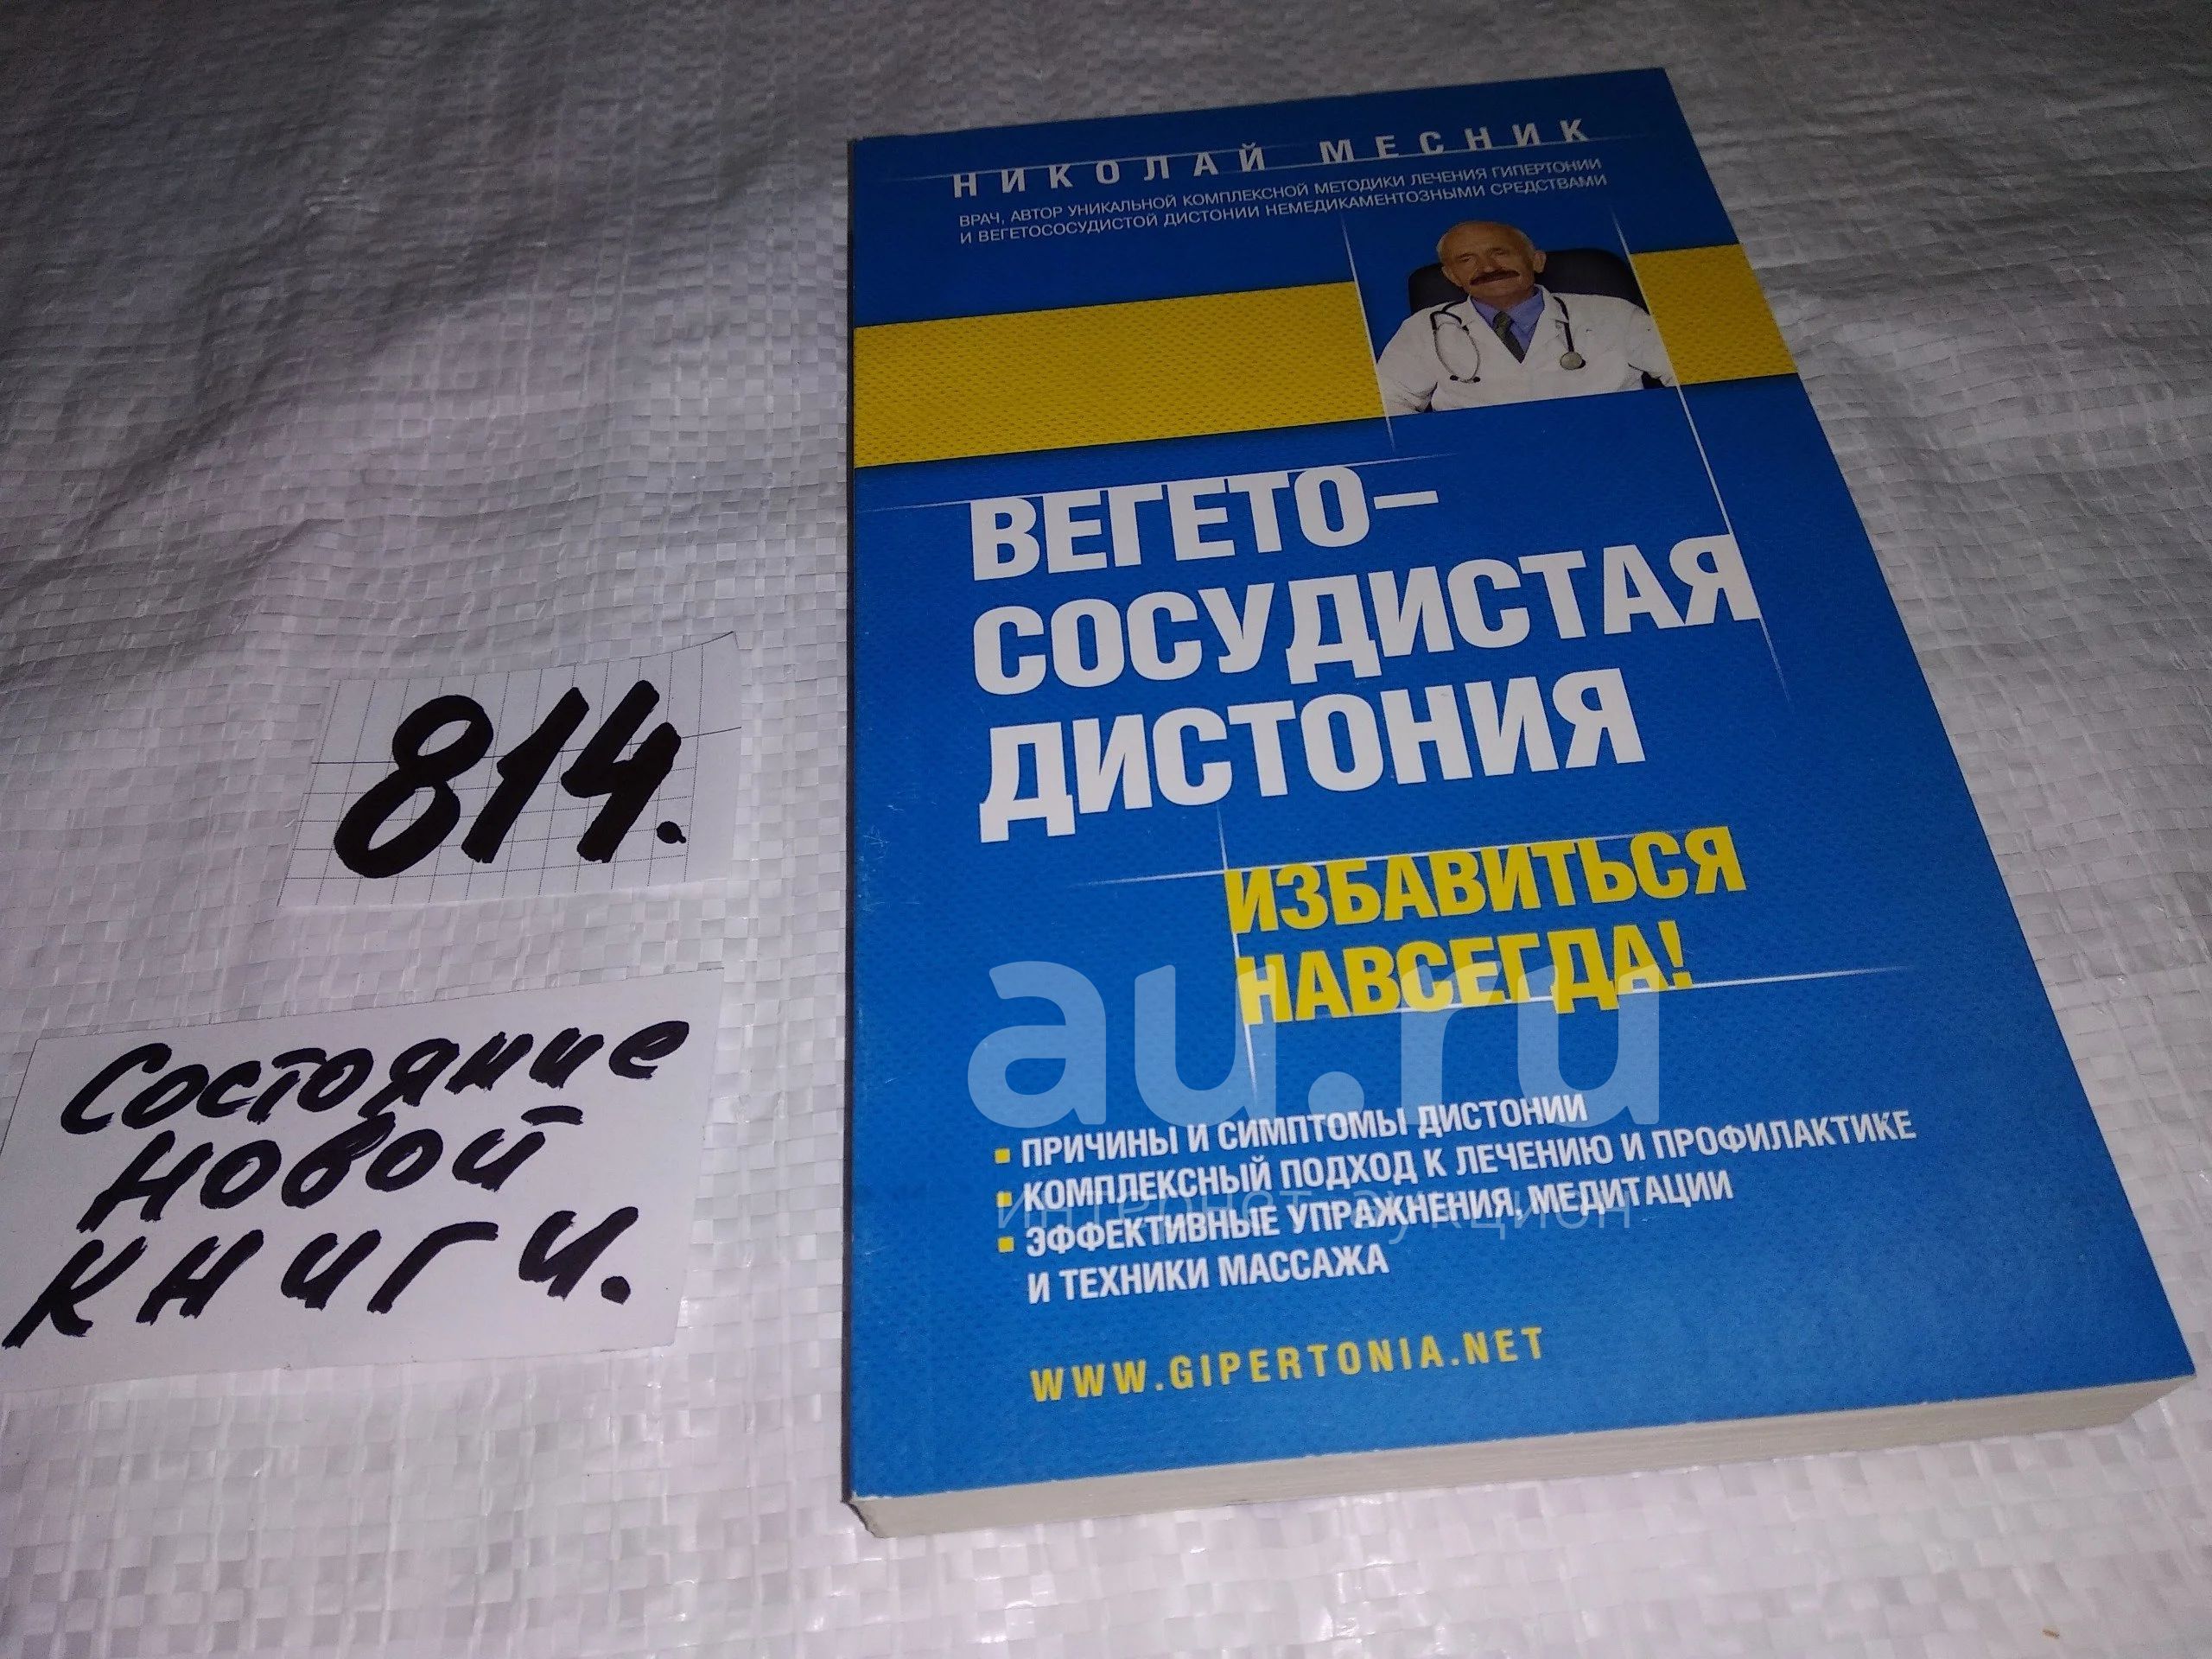 НИКОЛАЙ МЕСНИК
ВРАЧ, АВТОР УНИКАЛЬНОЙ КОМПЛЕКСНОЙ МЕТОДИКИ ЛЕЧЕНИЯ ГИПЕРТОНИИ
И ВЕГЕТОСОСУДИСТОЙ ДИСТОНИИ НЕМЕДИКАМЕНТОЗНЫМИ СРЕДСТВАМИ
ВЕГЕТО–
СОСУДИСТАЯ
ДИСТОНИЯ
ИЗБАВИТЬСЯ
НАВСЕГДА!
au.ru
интернет-аукцион
ПРИЧИНЫ И СИМПТОМЫ ДИСТОНИИ
КОМПЛЕКСНЫЙ ПОДХОД К ЛЕЧЕНИЮ И ПРОФИЛАКТИКЕ
ЭФФЕКТИВНЫЕ УПРАЖНЕНИЯ, МЕДИТАЦИИ
И ТЕХНИКИ МАССАЖА
WWW.GIPERTONIA.NET
814.
Состояние
новой
книги.